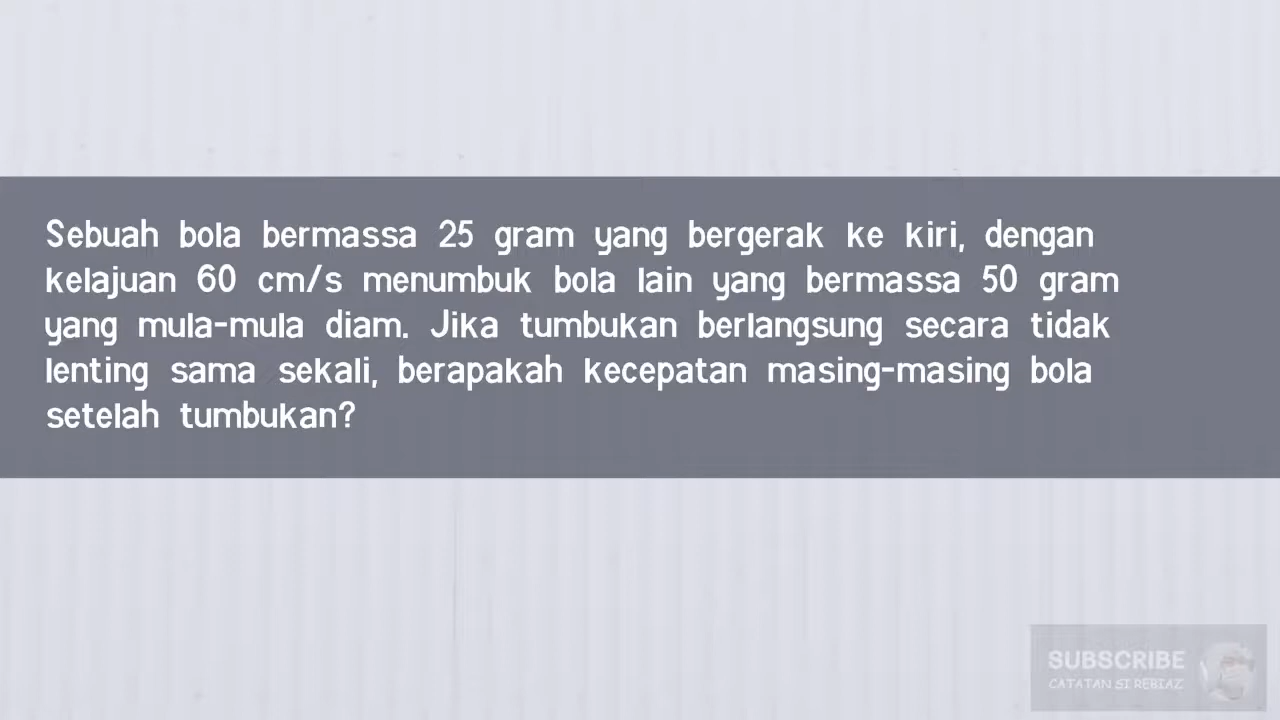 Sebuah bola bermassa 25 gram yang bergerak ke kiri, dengan
kelajuan 60 cm/s menumbuk bola lain yang bermassa 50 gram
yang mula-mula diam. Jika tumbukan berlangsung secara tidak
lenting sama sekali, berapakah kecepatan masing-masing bola
setelah tumbukan?
SUBSCRIBE
CATATAN SI REBIAZ